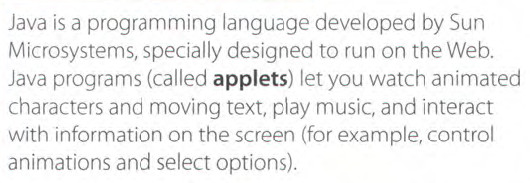 Java is a programming language developed by Sun
Microsystems, specially designed to run on the Web.
Java programs (called applets) let you watch animated
characters and moving text, play music, and interact
with information on the screen (for example, control
animations and select options).